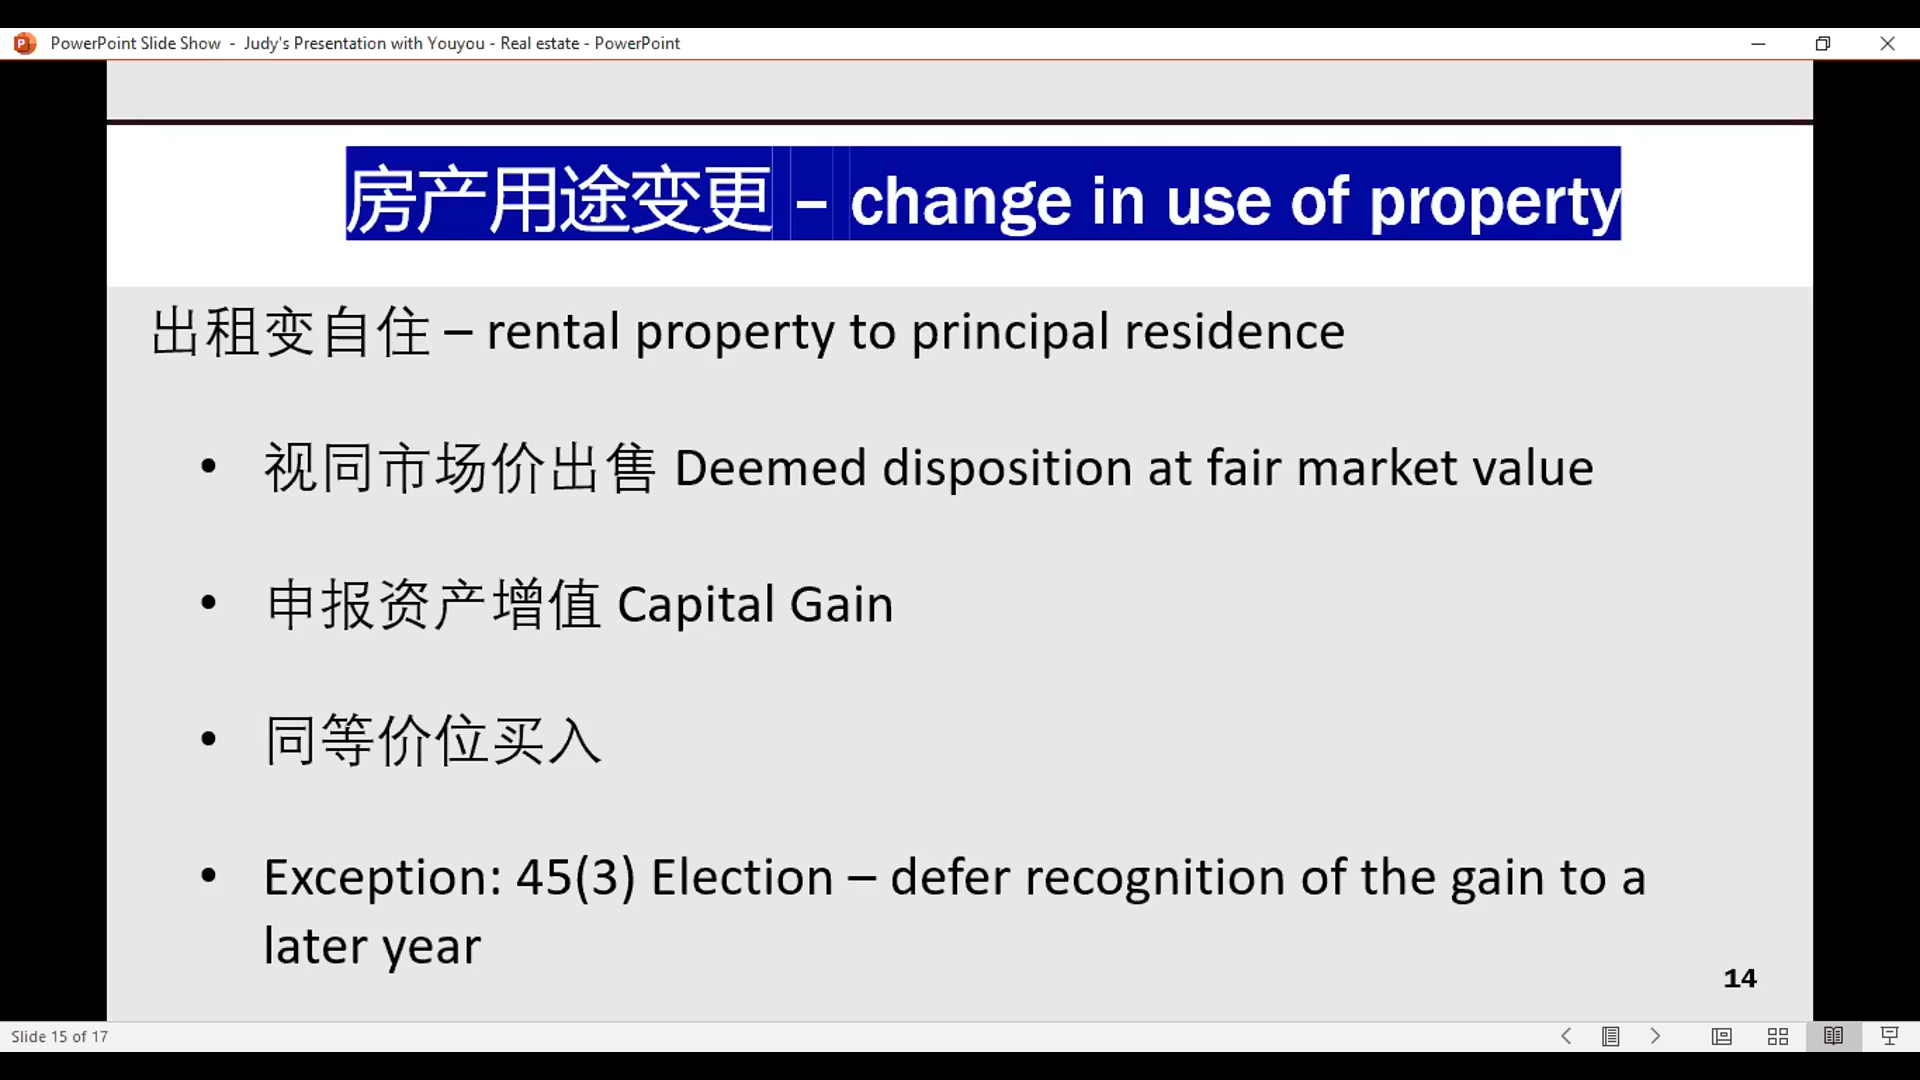 PowerPoint Slide Show - Judy's Presentation with Youyou - Real estate - PowerPoint
房产用途变更 – change in use of property
出租变自住 – rental property to principal residence
• 视同市场价出售 Deemed disposition at fair market value
• 申报资产增值 Capital Gain
• 同等价位买入
• Exception: 45(3) Election – defer recognition of the gain to a
later year
14
Slide 15 of 17